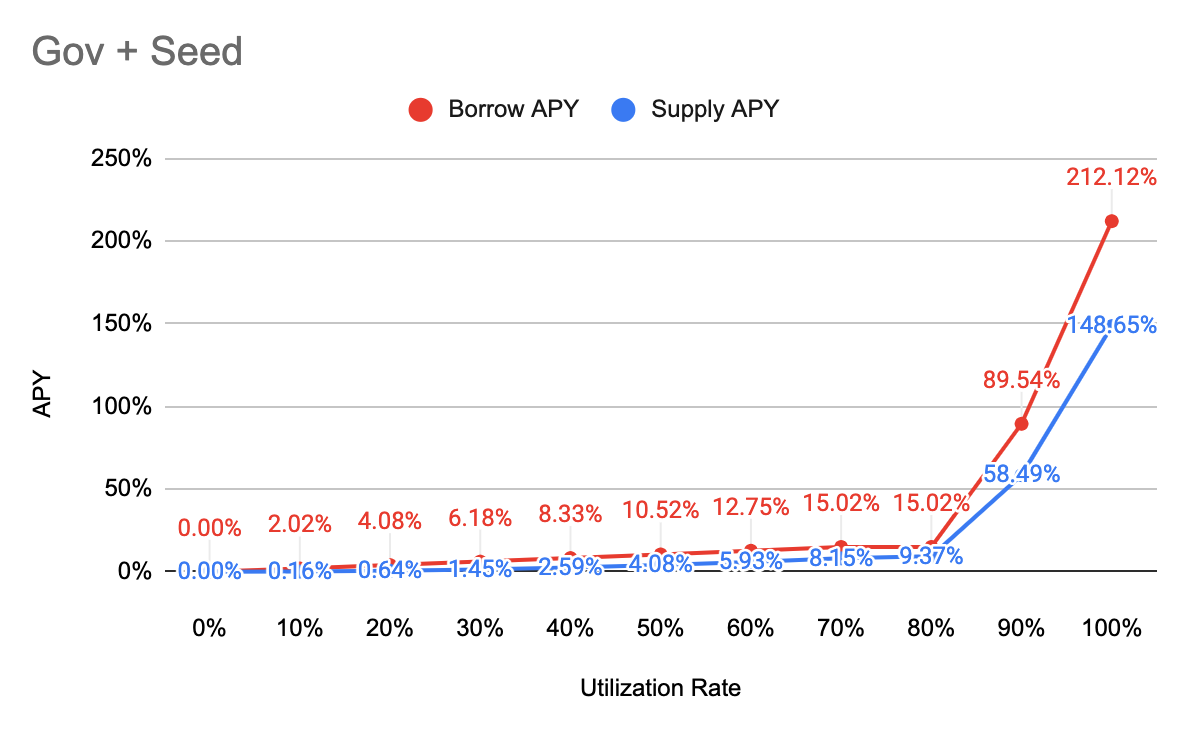 Gov + Seed
Borrow APY Supply APY
250%
212.12%
200%
150%
148.65%
89.54%
100%
APY
58.49%
50%
0.00% 2.02% 4.08% 6.18% 8.33% 10.52% 12.75% 15.02% 15.02%
0%
0.00% 0.16% 0.64% 1.45% 2.59% 4.08% 5.93% 8.15% 9.37%
0% 10% 20% 30% 40% 50% 60% 70% 80% 90% 100%
Utilization Rate